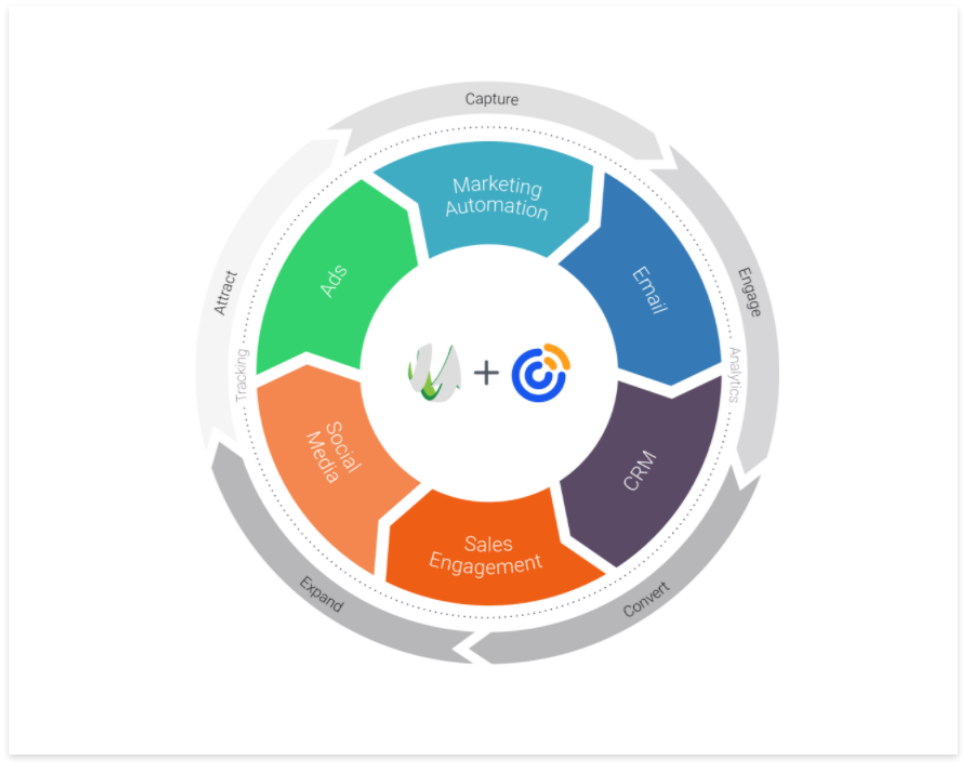 Capture
Marketing
Automation
Ads
Email
Attract
Engage
Tracking
Analytics
Social
Media
CRM
Sales
Engagement
Expand
Convert